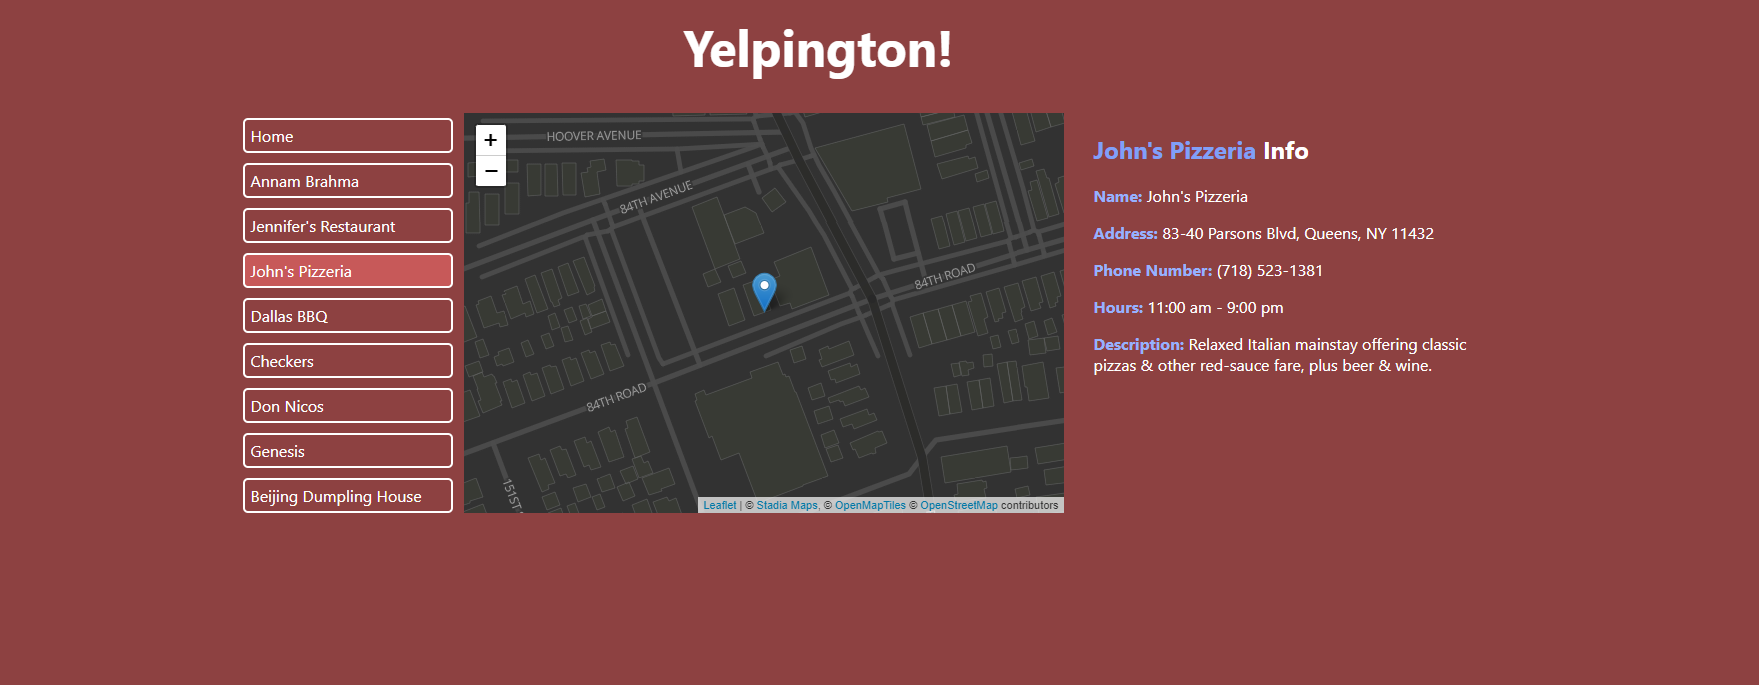 Yelpington!
Home
Annam Brahma
Jennifer's Restaurant
John's Pizzeria
Dallas BBQ
Checkers
Don Nicos
Genesis
Beijing Dumpling House
+
−
HOOVER AVENUE
84TH AVENUE
84TH ROAD
84TH ROAD
151ST
Leaflet | © Stadia Maps, © OpenMapTiles © OpenStreetMap contributors
John's Pizzeria Info
Name: John's Pizzeria
Address: 83-40 Parsons Blvd, Queens, NY 11432
Phone Number: (718) 523-1381
Hours: 11:00 am - 9:00 pm
Description: Relaxed Italian mainstay offering classic
pizzas & other red-sauce fare, plus beer & wine.